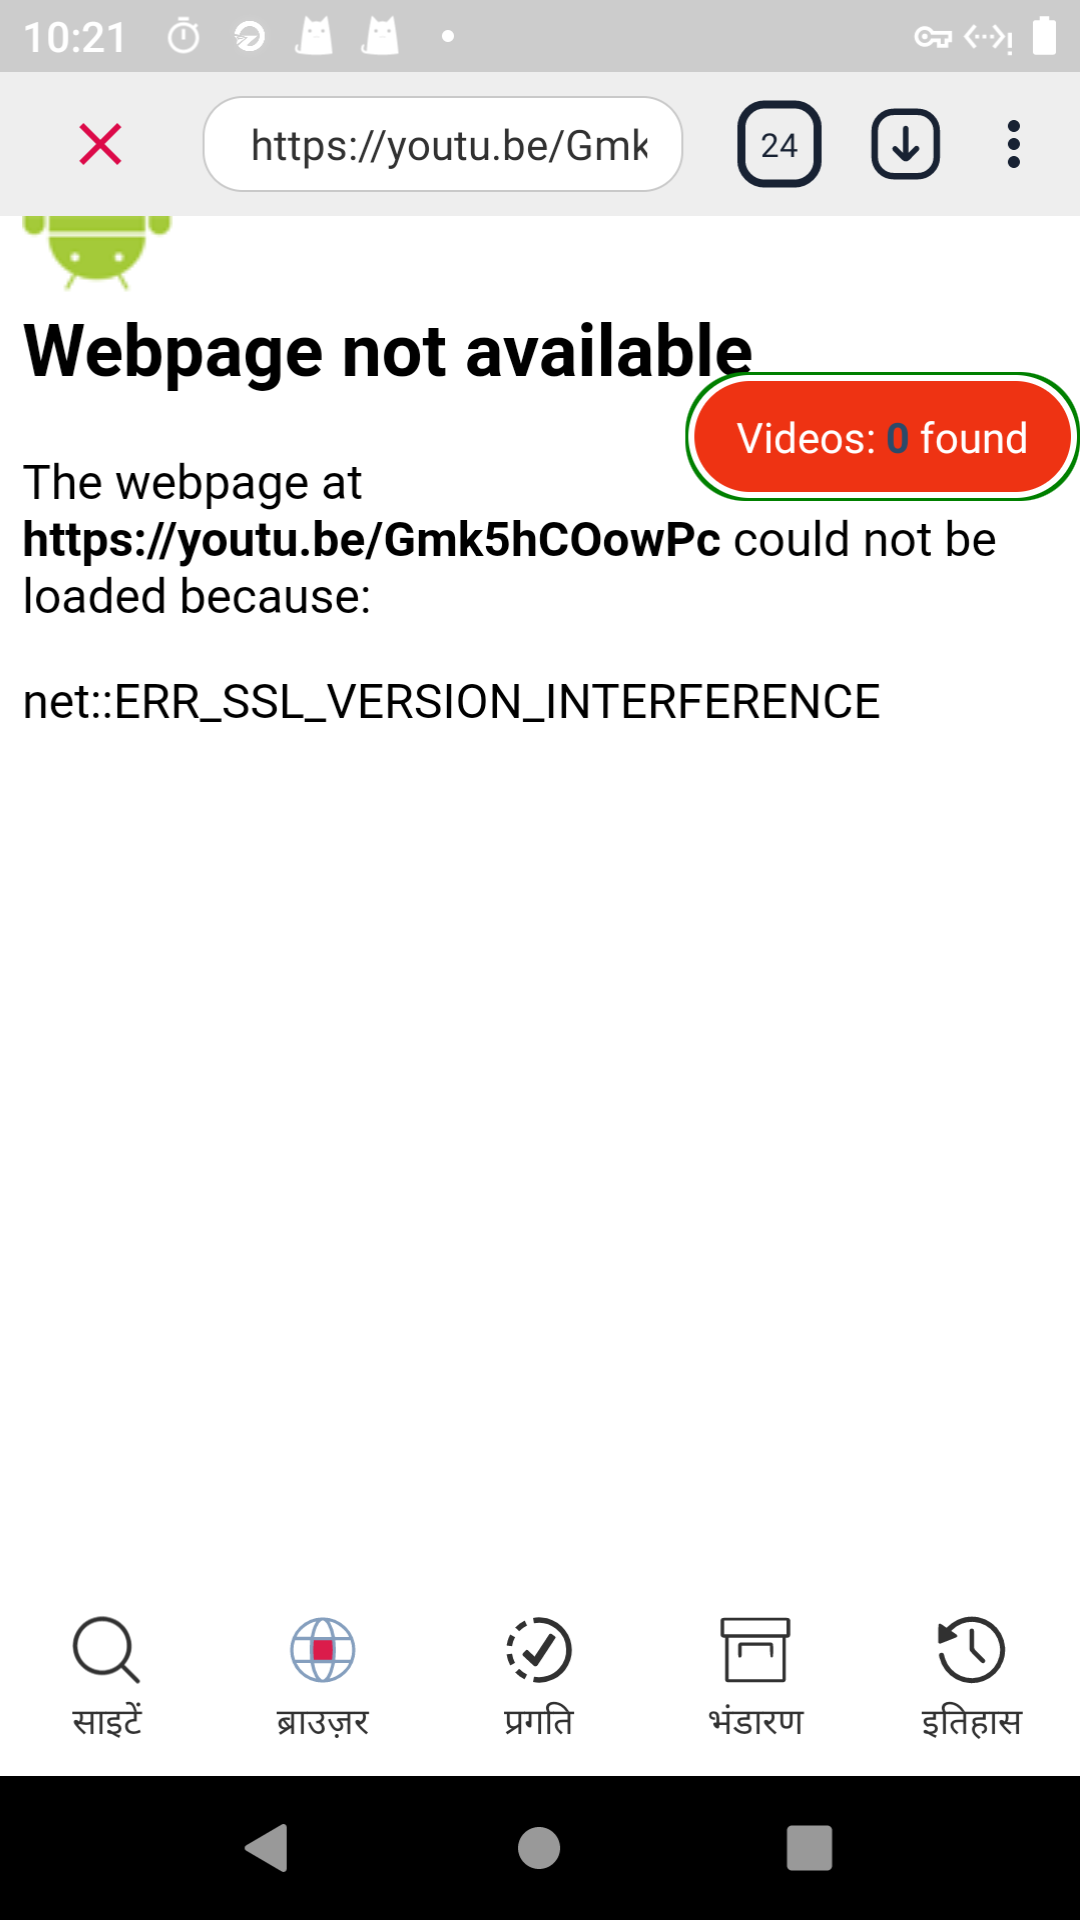 10:21
https://youtu.be/Gmk
24
Webpage not available
Videos: 0 found
The webpage at
https://youtu.be/Gmk5hCOowPc could not be
loaded because:
net::ERR_SSL_VERSION_INTERFERENCE
साइटें
ब्राउज़र
प्रगति
भंडारण
इतिहास